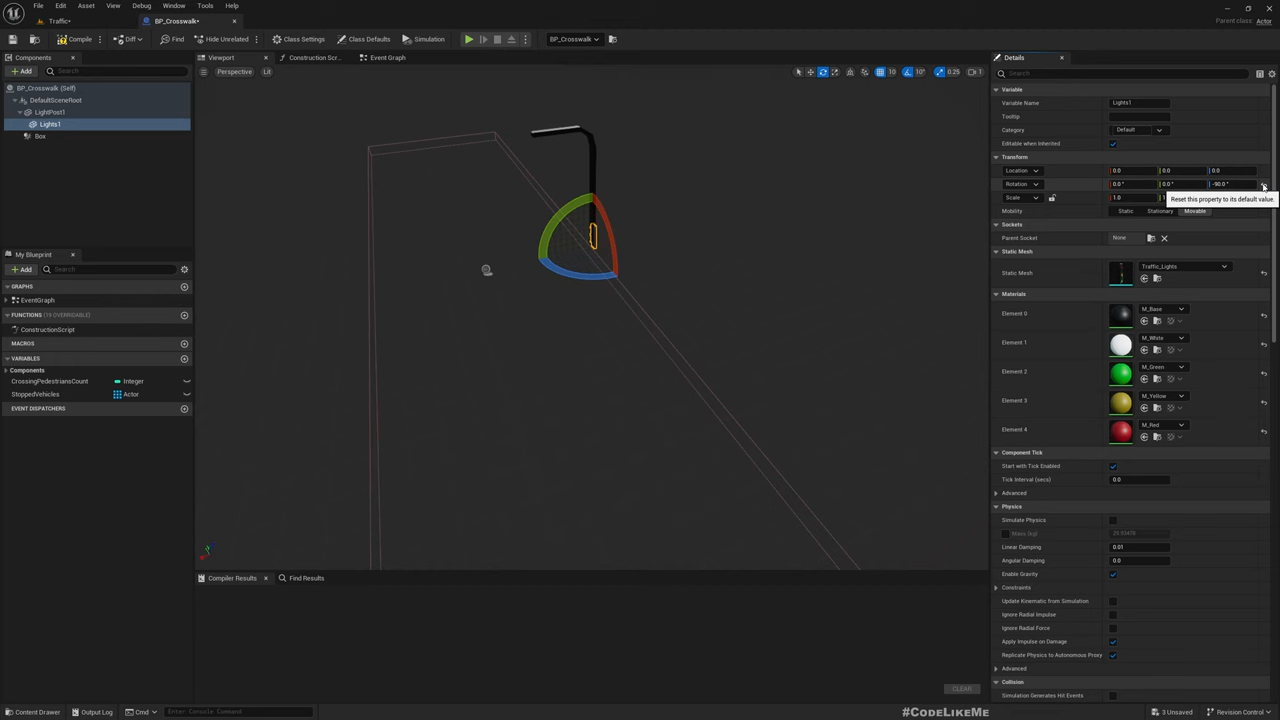 File Edit Asset View Debug Window Tools Help
Traffic*
BP_Crosswalk*
Parent class: Actor
Compile
Diff
Find
Hide Unrelated
Class Settings
Class Defaults
Simulation
BP_Crosswalk
Components
Viewport
Construction Scr...
Event Graph
Details
Add
Search
Perspective
Lit
10
10°
0.25
1
Search
BP_Crosswalk (Self)
DefaultSceneRoot
LightPost1
Lights1
Box
Variable
Variable Name
Lights1
Tooltip
Category
Default
Editable when Inherited
Transform
Location
0.0
0.0
0.0
Rotation
0.0 °
0.0 °
-90.0 °
Scale
1.0
Reset this property to its default value.
Mobility
Static
Stationary
Movable
Sockets
Parent Socket
None
Static Mesh
Static Mesh
Traffic_Lights
Materials
Element 0
M_Base
Element 1
M_White
Element 2
M_Green
Element 3
M_Yellow
Element 4
M_Red
Component Tick
Start with Tick Enabled
Tick Interval (secs)
0.0
Advanced
Physics
Simulate Physics
Mass (kg)
Linear Damping
0.01
Angular Damping
0.0
Enable Gravity
Constraints
Update Kinematic from Simulation
Ignore Radial Impulse
Ignore Radial Force
Apply Impulse on Damage
Replicate Physics to Autonomous Proxy
Advanced
Collision
Simulation Generates Hit Events
My Blueprint
Add
Search
GRAPHS
EventGraph
FUNCTIONS (19 OVERRIDABLE)
ConstructionScript
MACROS
VARIABLES
Components
CrossingPedestriansCount
Integer
StoppedVehicles
Actor
EVENT DISPATCHERS
Compiler Results
Find Results
CLEAR
Content Drawer
Output Log
Cmd
Enter Console Command
#CodeLikeMe
3 Unsaved
Revision Control